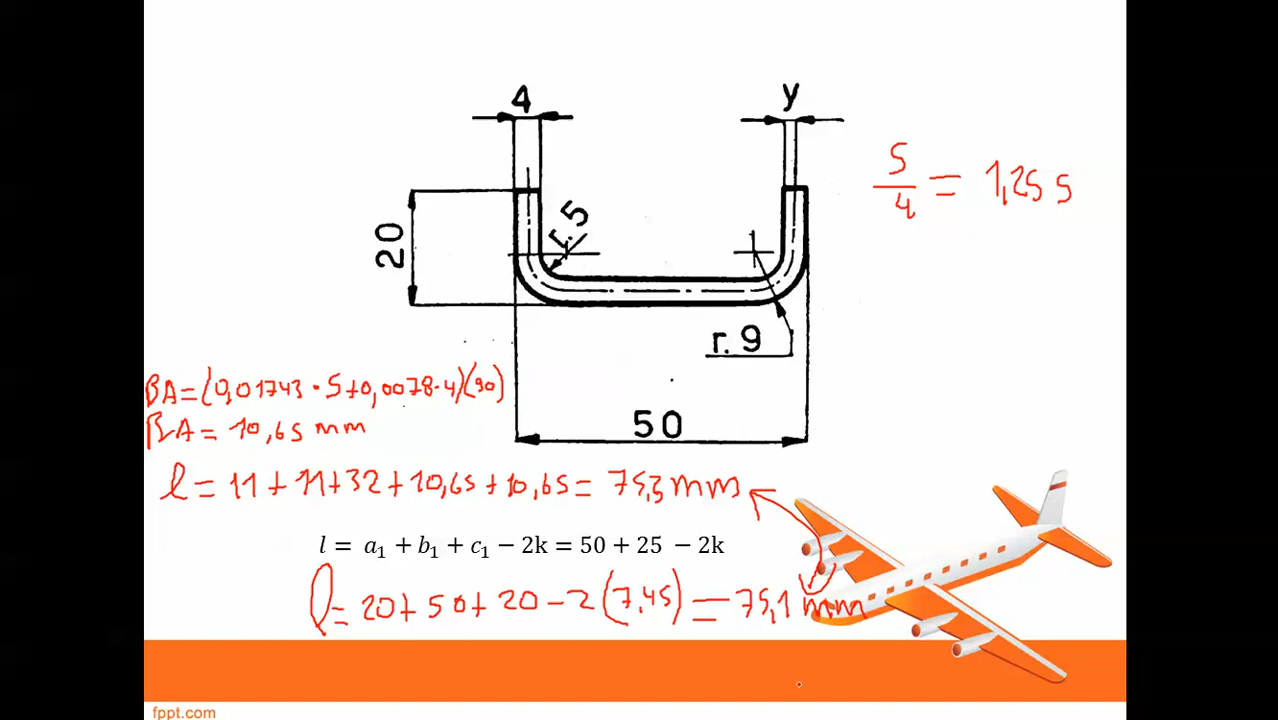 4
y
5/4 = 1,25 s
20
r.5
r.9
BA=(0,01743·5+0,0078·4)(90)
BA = 10,65 mm
50
l = 11+11+32+10,65+10,65= 75,3 mm
l = a₁ + b₁ + c₁ − 2k = 50 + 25 − 2k
l= 20+50+20-2(7,45) = 75,1 mm
fppt.com